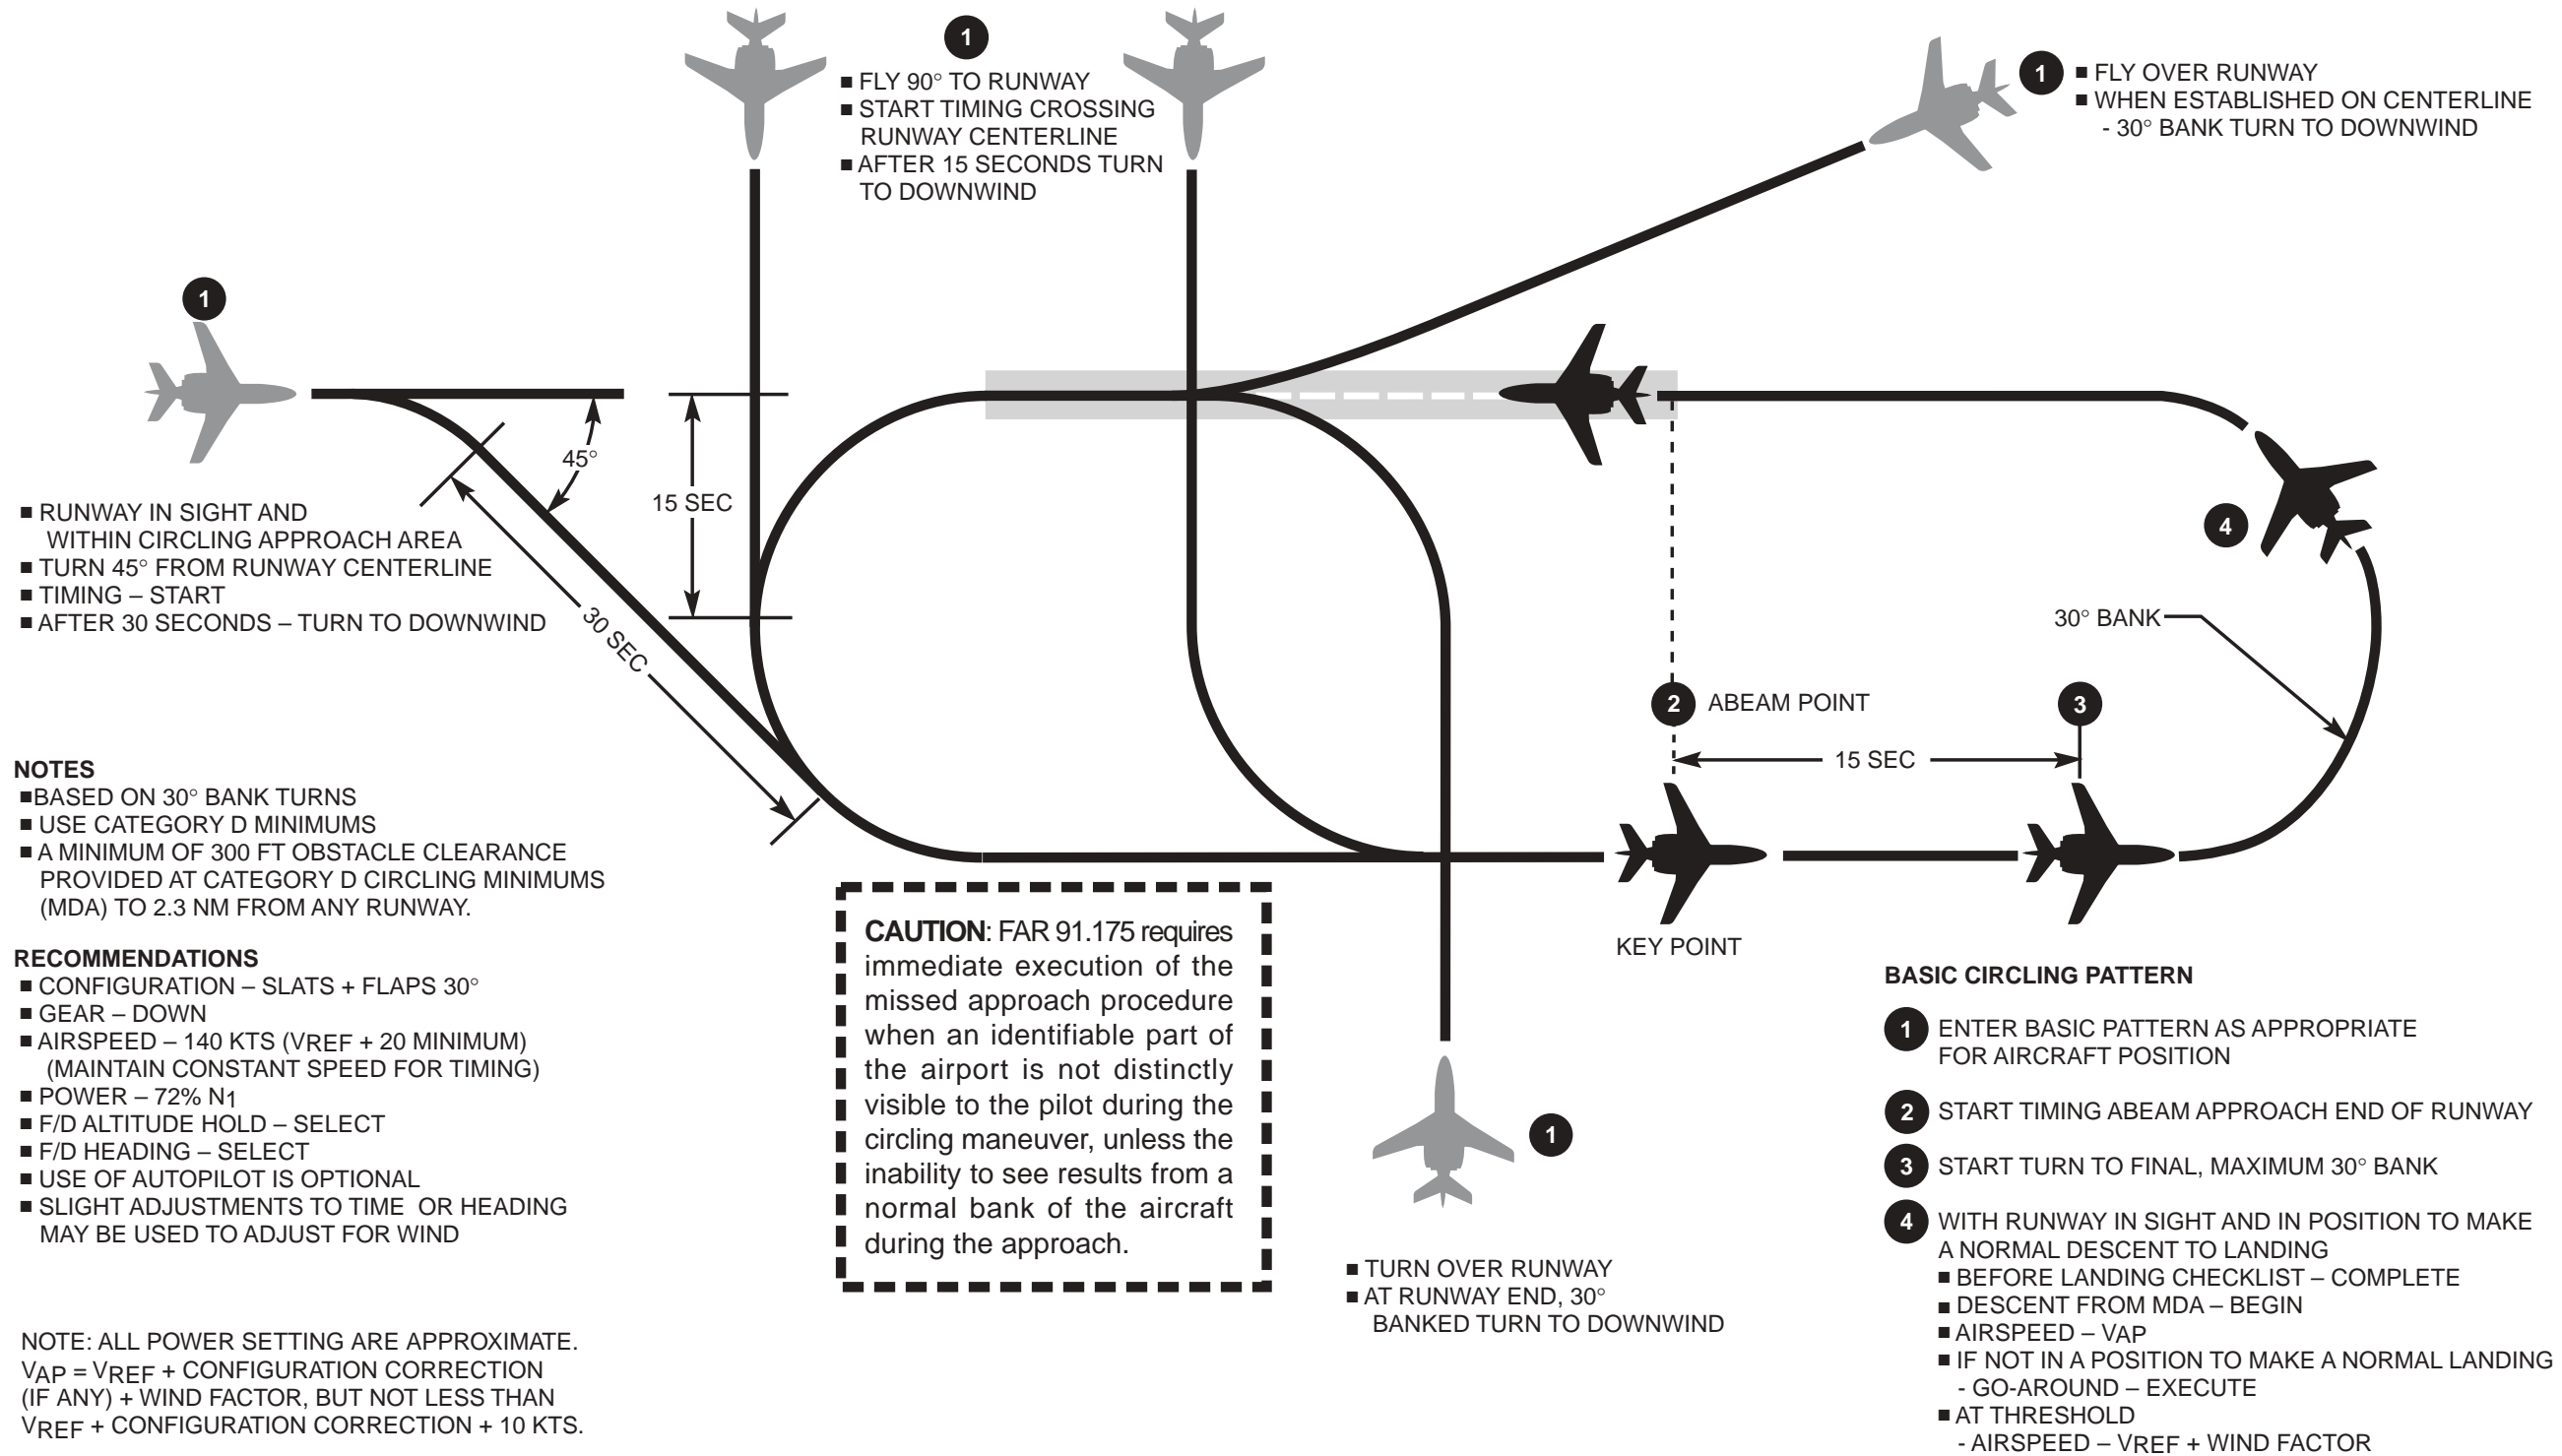 1
■ FLY 90° TO RUNWAY
■ START TIMING CROSSING
RUNWAY CENTERLINE
■ AFTER 15 SECONDS TURN
TO DOWNWIND
1
■ FLY OVER RUNWAY
■ WHEN ESTABLISHED ON CENTERLINE
- 30° BANK TURN TO DOWNWIND
1
■ RUNWAY IN SIGHT AND
WITHIN CIRCLING APPROACH AREA
■ TURN 45° FROM RUNWAY CENTERLINE
■ TIMING – START
■ AFTER 30 SECONDS – TURN TO DOWNWIND
45°
30 SEC
15 SEC
4
30° BANK
2 ABEAM POINT
3
15 SEC
KEY POINT
NOTES
■ BASED ON 30° BANK TURNS
■ USE CATEGORY D MINIMUMS
■ A MINIMUM OF 300 FT OBSTACLE CLEARANCE
PROVIDED AT CATEGORY D CIRCLING MINIMUMS
(MDA) TO 2.3 NM FROM ANY RUNWAY.
RECOMMENDATIONS
■ CONFIGURATION – SLATS + FLAPS 30°
■ GEAR – DOWN
■ AIRSPEED – 140 KTS (VREF + 20 MINIMUM)
(MAINTAIN CONSTANT SPEED FOR TIMING)
■ POWER – 72% N1
■ F/D ALTITUDE HOLD – SELECT
■ F/D HEADING – SELECT
■ USE OF AUTOPILOT IS OPTIONAL
■ SLIGHT ADJUSTMENTS TO TIME OR HEADING
MAY BE USED TO ADJUST FOR WIND
NOTE: ALL POWER SETTING ARE APPROXIMATE.
VAP = VREF + CONFIGURATION CORRECTION
(IF ANY) + WIND FACTOR, BUT NOT LESS THAN
VREF + CONFIGURATION CORRECTION + 10 KTS.
CAUTION: FAR 91.175 requires
immediate execution of the
missed approach procedure
when an identifiable part of
the airport is not distinctly
visible to the pilot during the
circling maneuver, unless the
inability to see results from a
normal bank of the aircraft
during the approach.
1
■ TURN OVER RUNWAY
■ AT RUNWAY END, 30°
BANKED TURN TO DOWNWIND
BASIC CIRCLING PATTERN
1 ENTER BASIC PATTERN AS APPROPRIATE
FOR AIRCRAFT POSITION
2 START TIMING ABEAM APPROACH END OF RUNWAY
3 START TURN TO FINAL, MAXIMUM 30° BANK
4 WITH RUNWAY IN SIGHT AND IN POSITION TO MAKE
A NORMAL DESCENT TO LANDING
■ BEFORE LANDING CHECKLIST – COMPLETE
■ DESCENT FROM MDA – BEGIN
■ AIRSPEED – VAP
■ IF NOT IN A POSITION TO MAKE A NORMAL LANDING
- GO-AROUND – EXECUTE
■ AT THRESHOLD
- AIRSPEED – VREF + WIND FACTOR